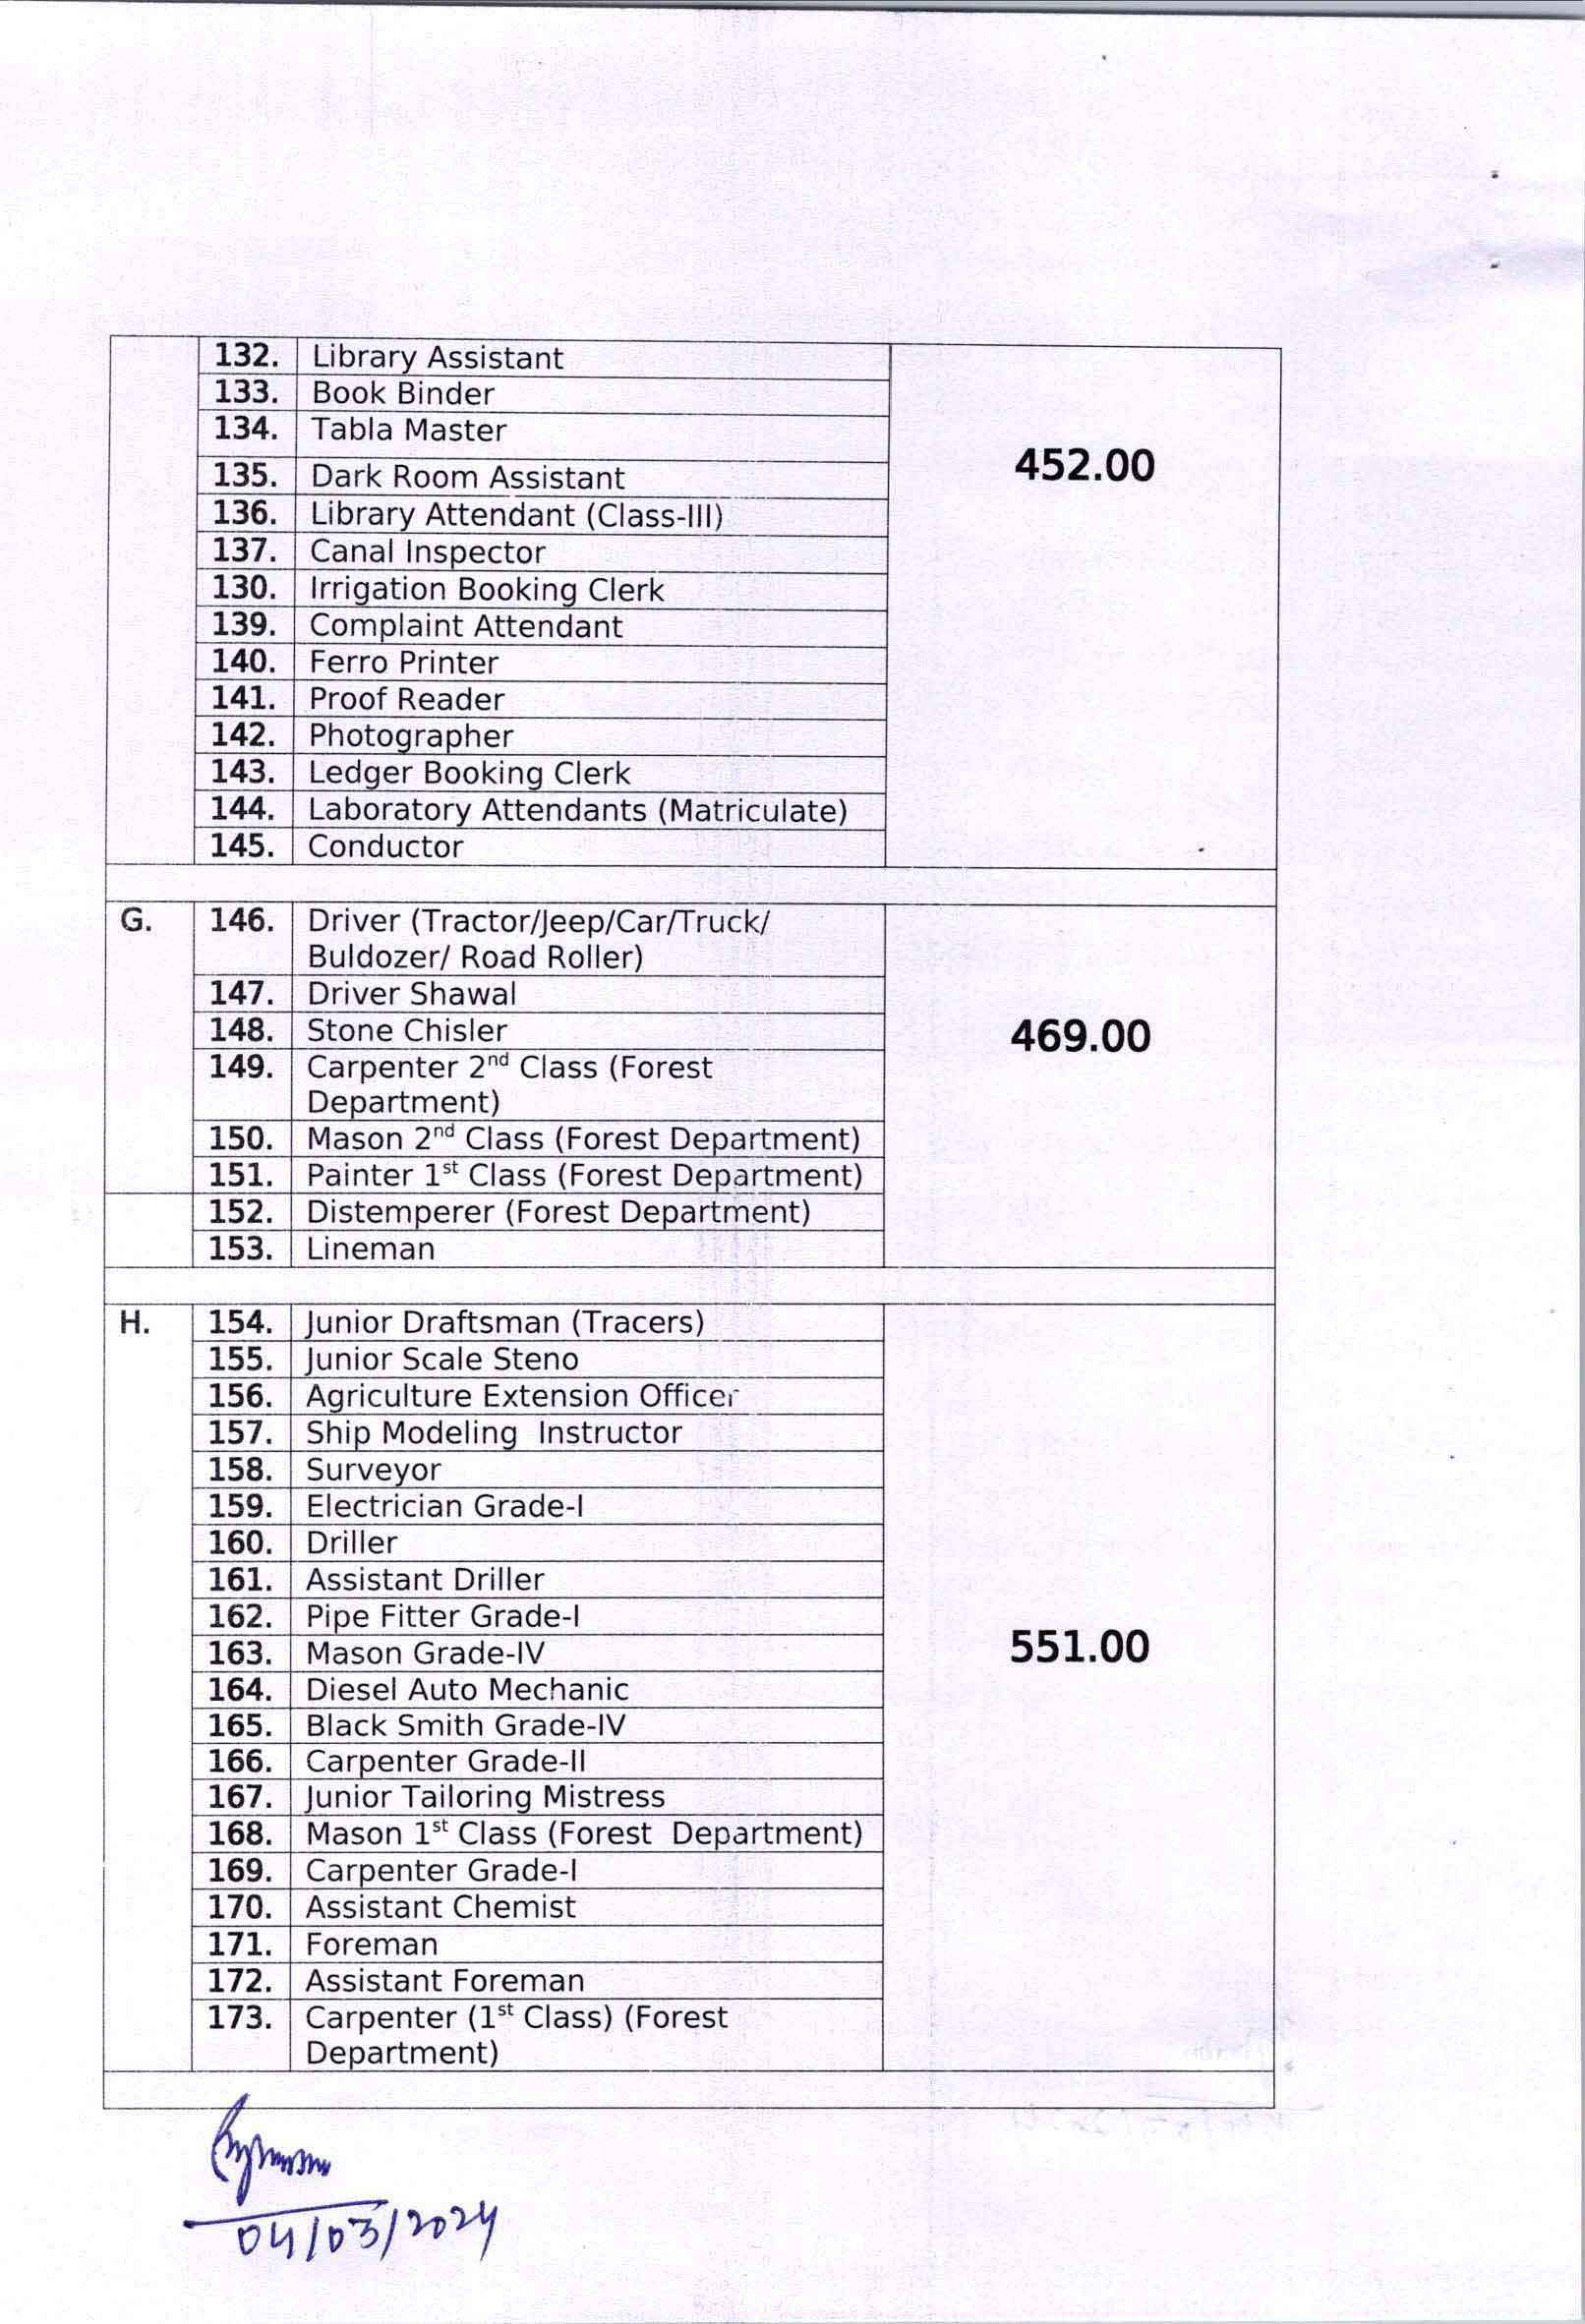 132. Library Assistant
133. Book Binder
134. Tabla Master
452.00
135. Dark Room Assistant
136. Library Attendant (Class-III)
137. Canal Inspector
130. Irrigation Booking Clerk
139. Complaint Attendant
140. Ferro Printer
141. Proof Reader
142. Photographer
143. Ledger Booking Clerk
144. Laboratory Attendants (Matriculate)
145. Conductor
G. 146. Driver (Tractor/Jeep/Car/Truck/
Buldozer/ Road Roller)
147. Driver Shawal
148. Stone Chisler
469.00
149. Carpenter 2nd Class (Forest
Department)
150. Mason 2nd Class (Forest Department)
151. Painter 1st Class (Forest Department)
152. Distemperer (Forest Department)
153. Lineman
H. 154. Junior Draftsman (Tracers)
155. Junior Scale Steno
156. Agriculture Extension Officer
157. Ship Modeling Instructor
158. Surveyor
159. Electrician Grade-I
160. Driller
161. Assistant Driller
162. Pipe Fitter Grade-I
163. Mason Grade-IV
551.00
164. Diesel Auto Mechanic
165. Black Smith Grade-IV
166. Carpenter Grade-II
167. Junior Tailoring Mistress
168. Mason 1st Class (Forest Department)
169. Carpenter Grade-I
170. Assistant Chemist
171. Foreman
172. Assistant Foreman
173. Carpenter (1st Class) (Forest
Department)
04/03/2024